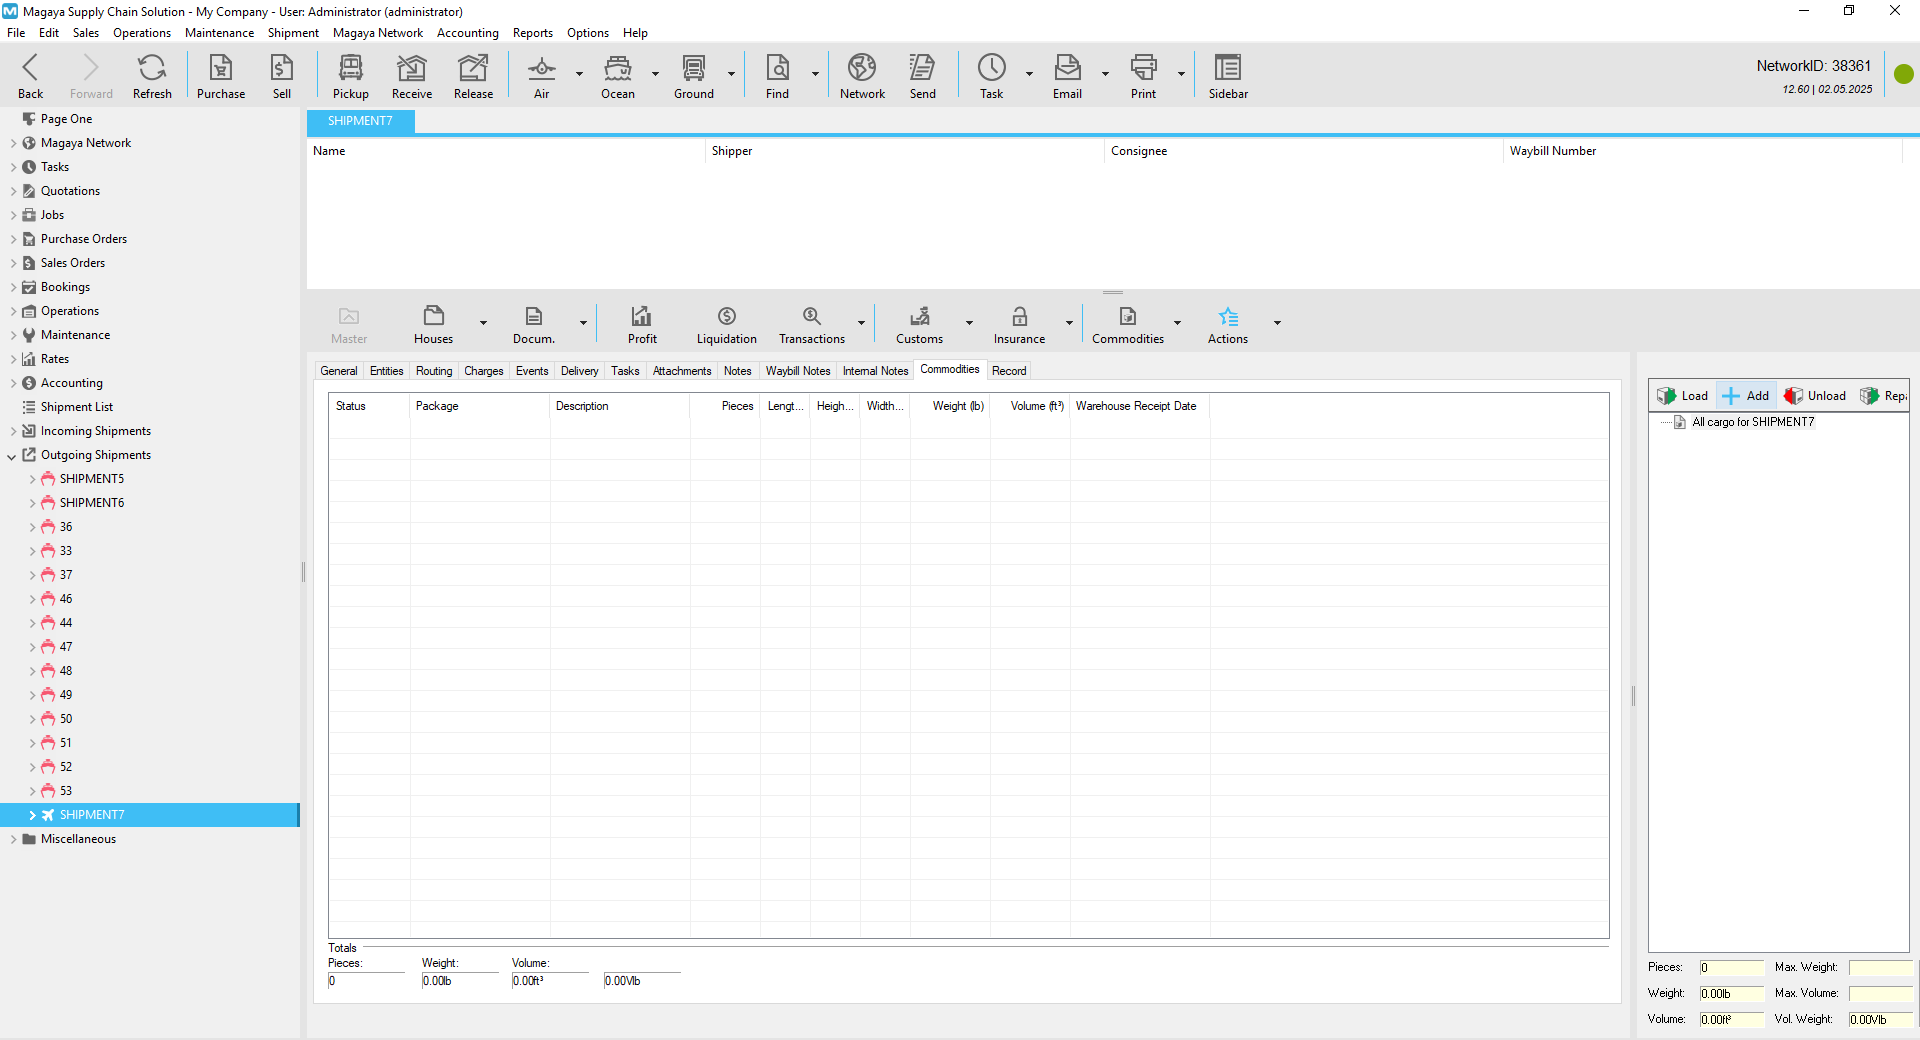 Magaya Supply Chain Solution - My Company - User: Administrator (administrator)
File Edit Sales Operations Maintenance Shipment Magaya Network Accounting Reports Options Help
Back Forward Refresh Purchase Sell Pickup Receive Release Air Ocean Ground Find Network Send Task Email Print Sidebar
NetworkID: 38361
12.60 | 02.05.2025
Page One
Magaya Network
Tasks
Quotations
Jobs
Purchase Orders
Sales Orders
Bookings
Operations
Maintenance
Rates
Accounting
Shipment List
Incoming Shipments
Outgoing Shipments
SHIPMENT5
SHIPMENT6
36
33
37
46
44
47
48
49
50
51
52
53
SHIPMENT7
Miscellaneous
SHIPMENT7
Name Shipper Consignee Waybill Number
Master Houses Docum. Profit Liquidation Transactions Customs Insurance Commodities Actions
General Entities Routing Charges Events Delivery Tasks Attachments Notes Waybill Notes Internal Notes Commodities Record
Status Package Description Pieces Lengt... Heigh... Width... Weight (lb) Volume (ft³) Warehouse Receipt Date
Totals
Pieces: Weight: Volume:
0 0.00lb 0.00ft³ 0.00Vlb
Load Add Unload Repa
All cargo for SHIPMENT7
Pieces: 0 Max. Weight:
Weight: 0.00lb Max. Volume:
Volume: 0.00ft³ Vol. Weight: 0.00Vlb